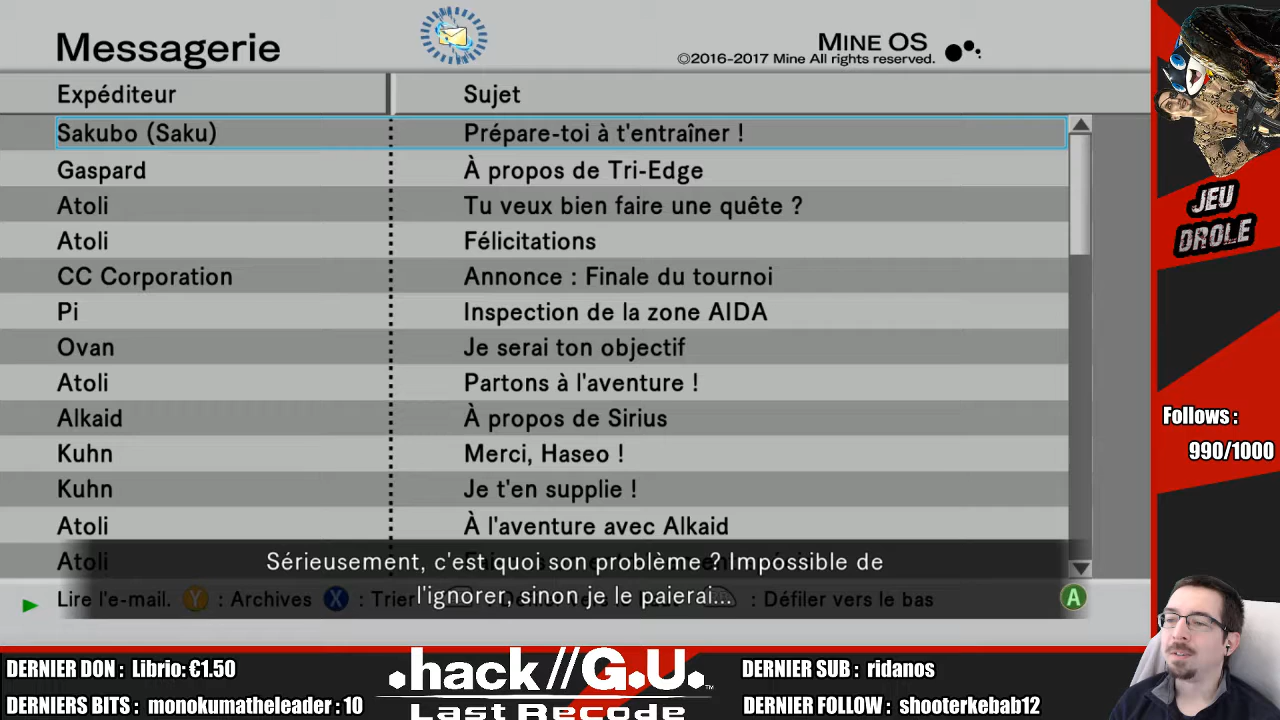 Messagerie
MINE OS
©2016-2017 Mine All rights reserved.
Expéditeur Sujet
Sakubo (Saku) Prépare-toi à t'entraîner !
Gaspard À propos de Tri-Edge
Atoli Tu veux bien faire une quête ?
Atoli Félicitations
CC Corporation Annonce : Finale du tournoi
Pi Inspection de la zone AIDA
Ovan Je serai ton objectif
Atoli Partons à l'aventure !
Alkaid À propos de Sirius
Kuhn Merci, Haseo !
Kuhn Je t'en supplie !
Atoli À l'aventure avec Alkaid
Atoli
Sérieusement, c'est quoi son problème ? Impossible de
l'ignorer, sinon je le paierai...
Lire l'e-mail. Y : Archives X : Trier : Défiler vers le bas A
JEU
DROLE
Follows :
990/1000
DERNIER DON : Librio: €1.50
DERNIERS BITS : monokumatheleader : 10
.hack//G.U.
Last Recode
DERNIER SUB : ridanos
DERNIER FOLLOW : shooterkebab12